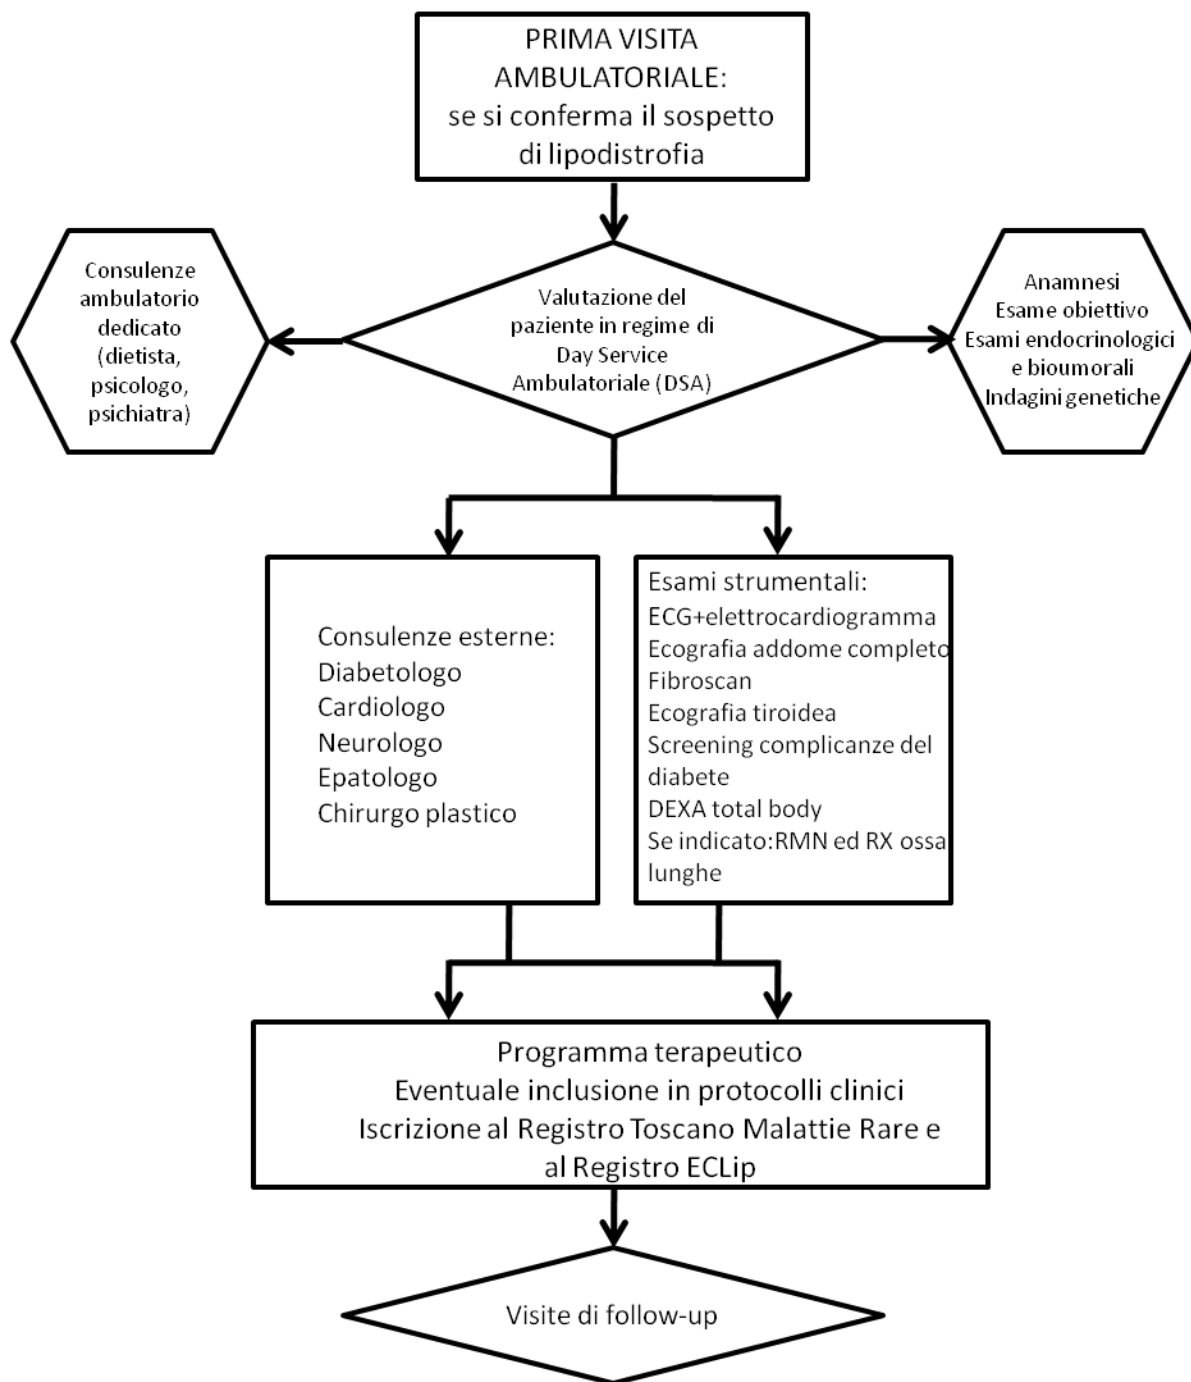 PRIMA VISITA
AMBULATORIALE:
se si conferma il sospetto
di lipodistrofia
Consulenze
ambulatorio
dedicato
(dietista,
psicologo,
psichiatra)
Valutazione del
paziente in regime di
Day Service
Ambulatoriale (DSA)
Anamnesi
Esame obiettivo
Esami endocrinologici
e bioumorali
Indagini genetiche
Consulenze esterne:
Diabetologo
Cardiologo
Neurologo
Epatologo
Chirurgo plastico
Esami strumentali:
ECG+elettrocardiogramma
Ecografia addome completo
Fibroscan
Ecografia tiroidea
Screening complicanze del
diabete
DEXA total body
Se indicato:RMN ed RX ossa
lunghe
Programma terapeutico
Eventuale inclusione in protocolli clinici
Iscrizione al Registro Toscano Malattie Rare e
al Registro ECLip
Visite di follow-up